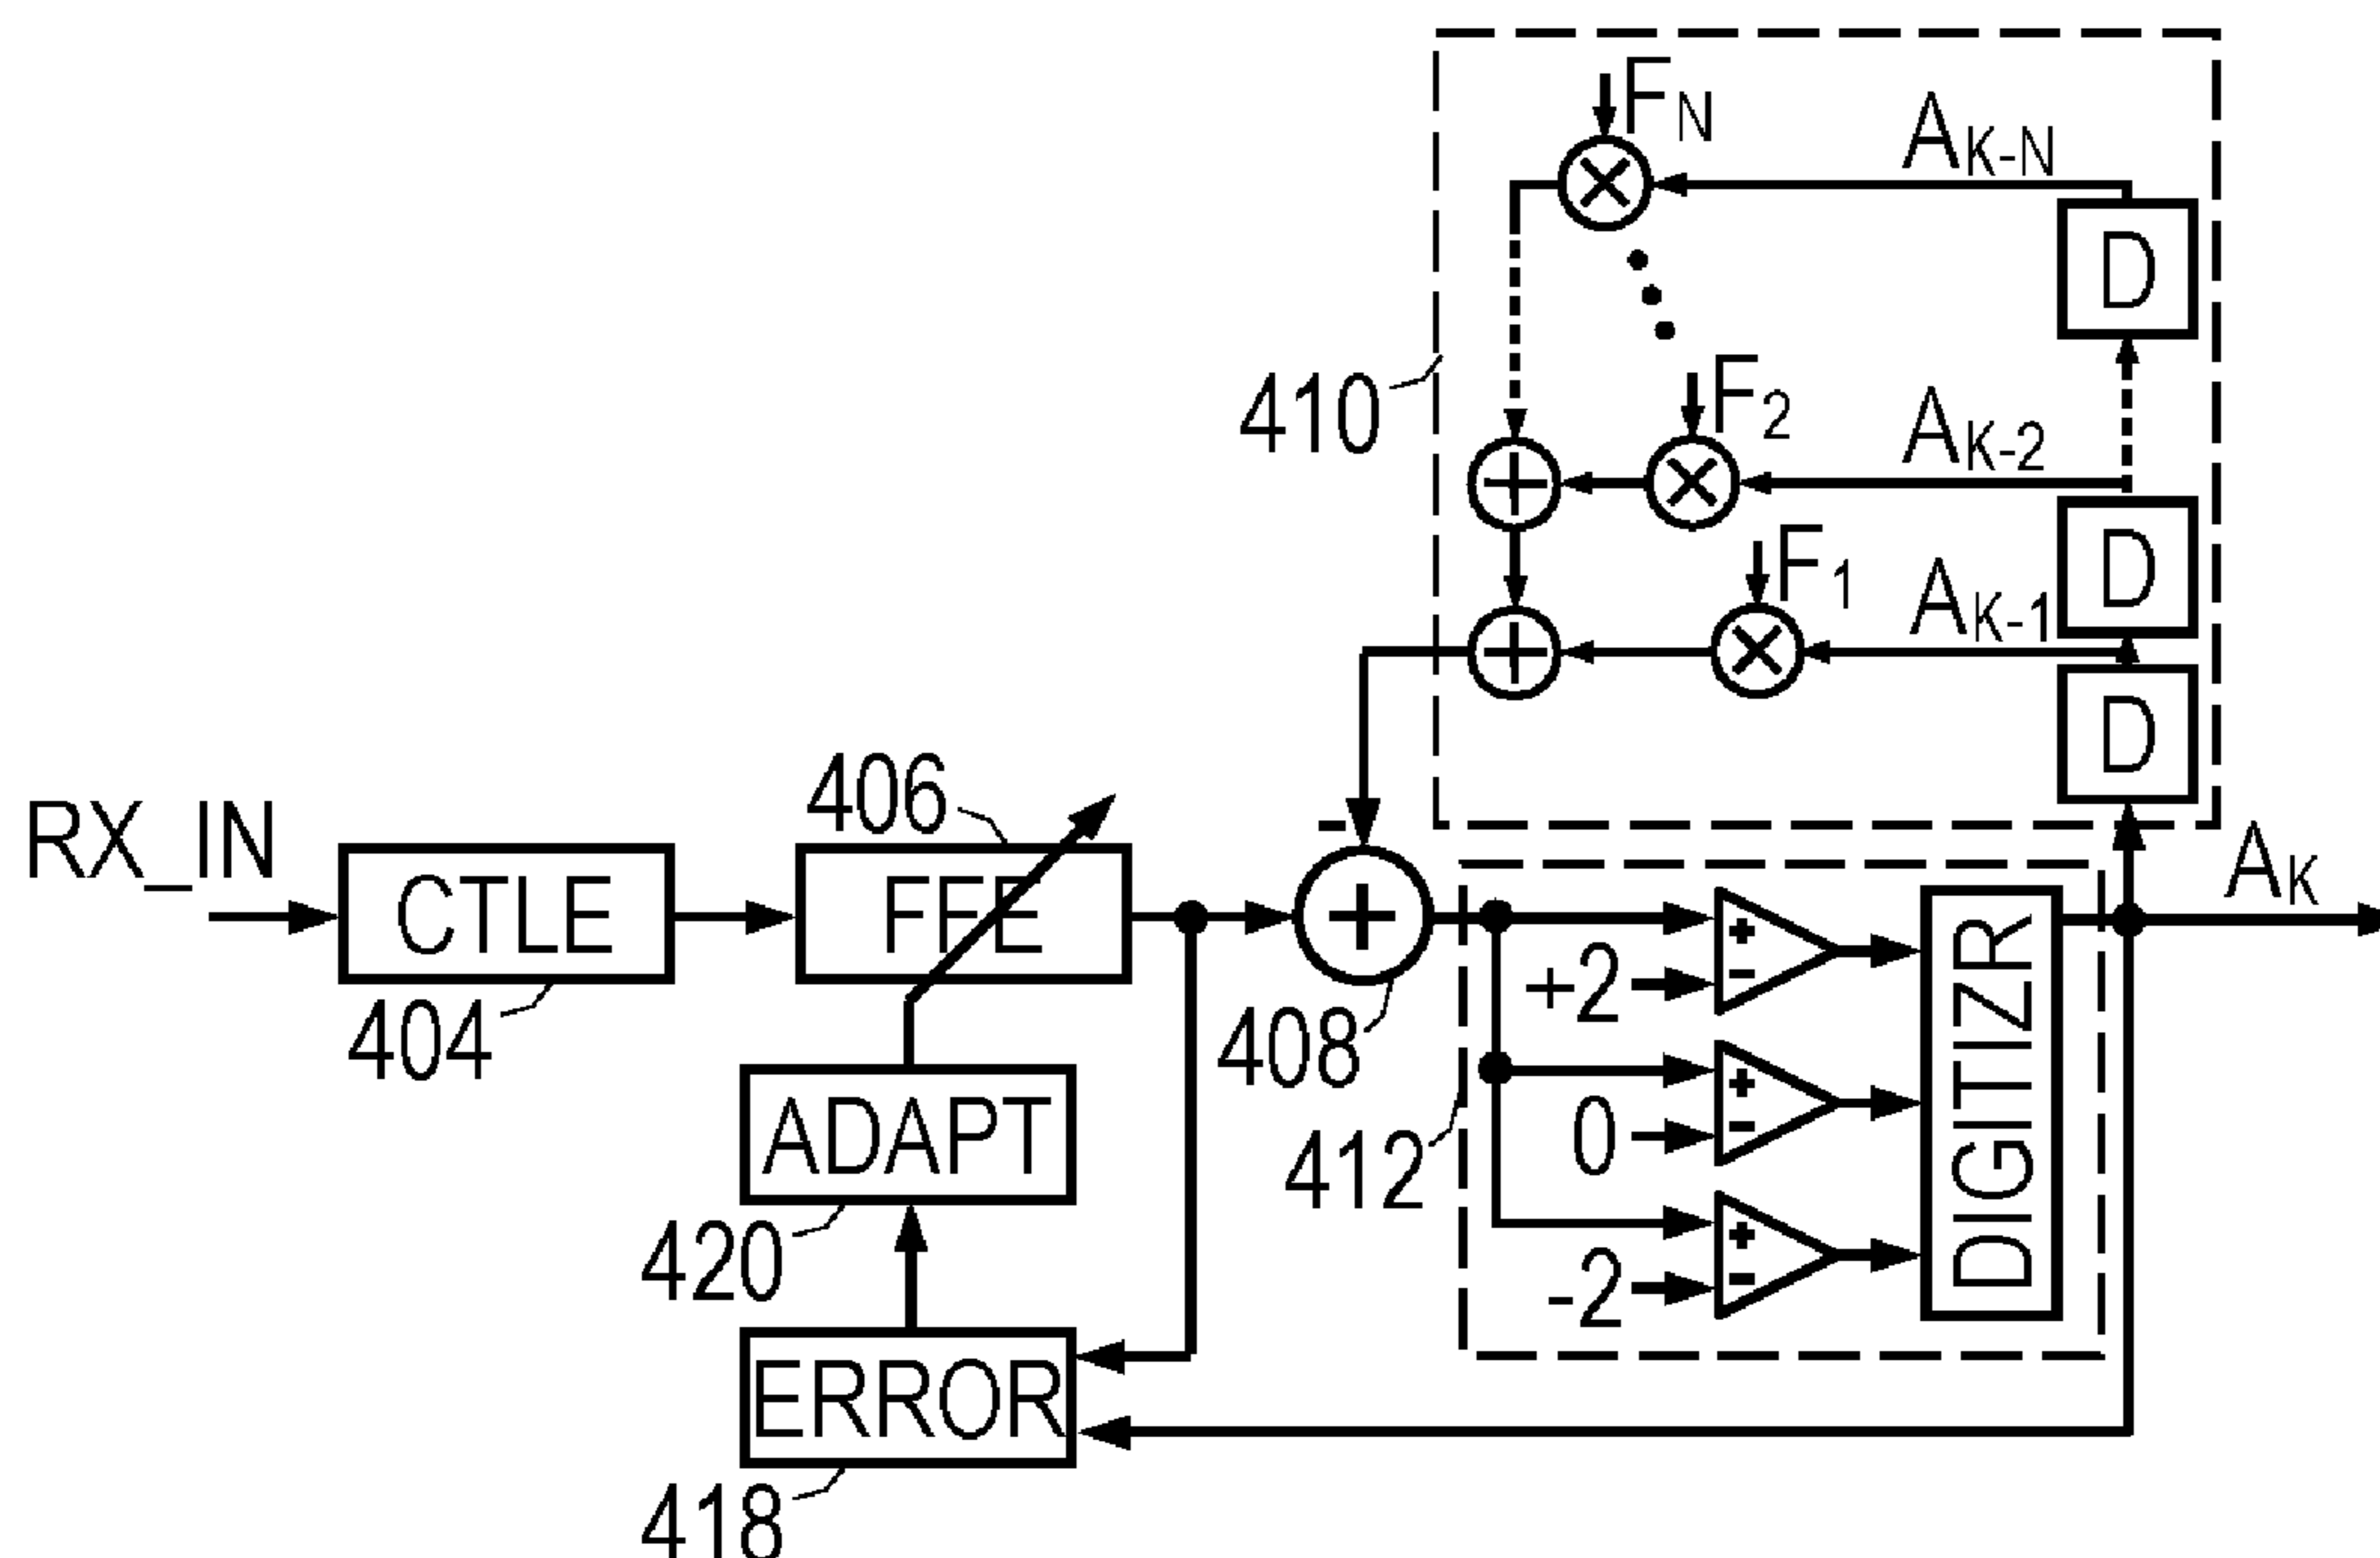 F_N
A_K-N
D
410
F_2
A_K-2
D
F_1
A_K-1
D
RX_IN
CTLE
404
406
FFE
-
+
408
A_K
+2
+
-
0
+
-
-2
+
-
DIGITIZR
412
ADAPT
420
ERROR
418